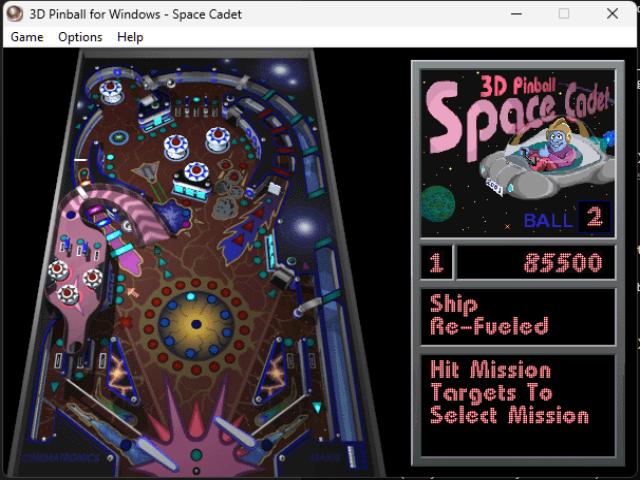 3D Pinball for Windows - Space Cadet
Game Options Help
3D Pinball
Space Cadet
BALL 2
1 85500
Ship
Re-Fueled
Hit Mission
Targets To
Select Mission
CINEMATRONICS
MAXIS